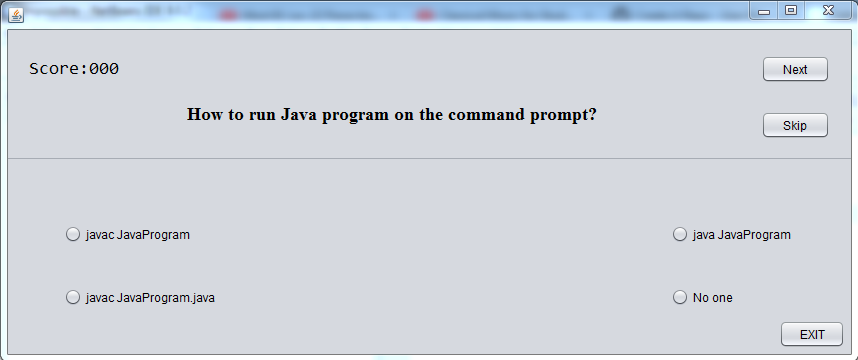 Score:000
Next
How to run Java program on the command prompt?
Skip
javac JavaProgram
java JavaProgram
javac JavaProgram.java
No one
EXIT